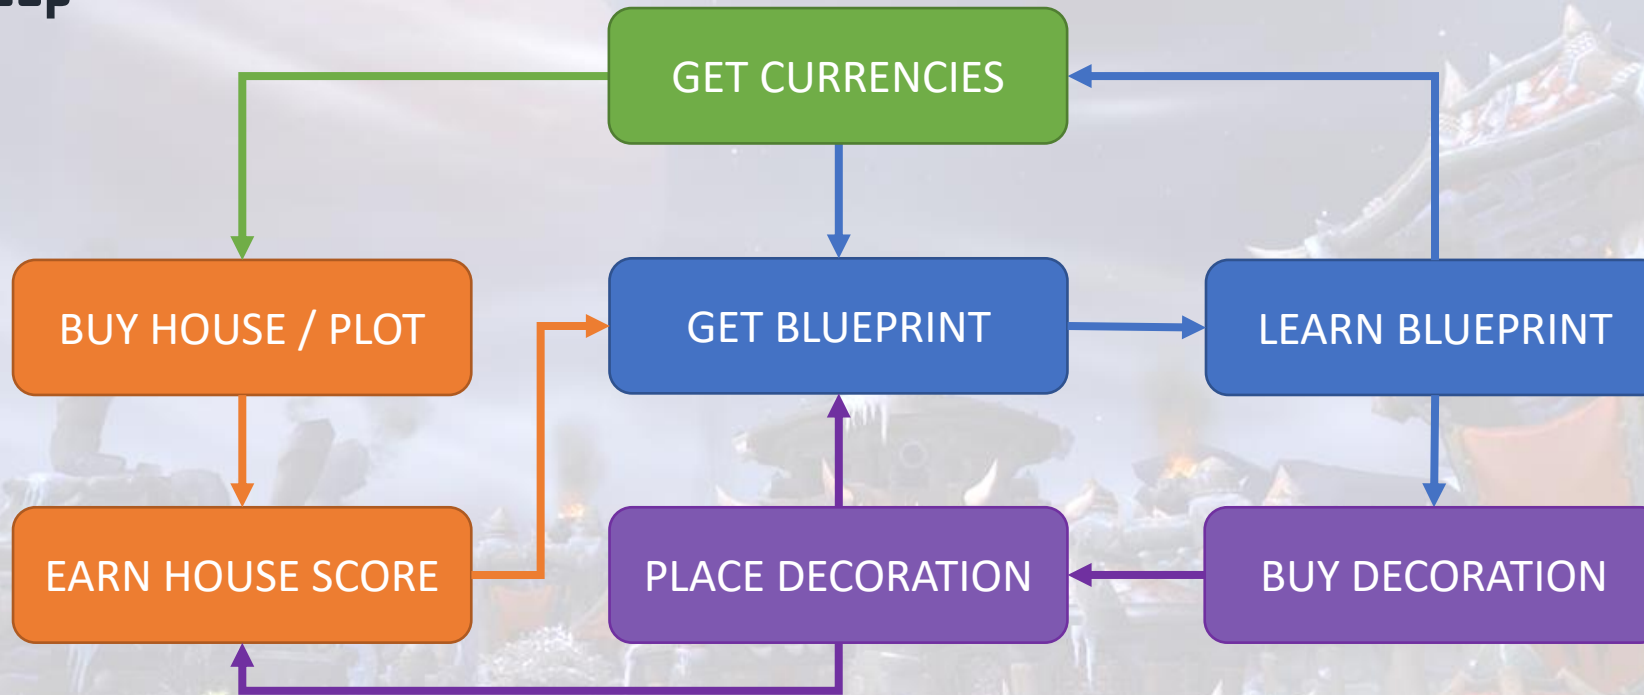 GET CURRENCIES
BUY HOUSE / PLOT
GET BLUEPRINT
LEARN BLUEPRINT
EARN HOUSE SCORE
PLACE DECORATION
BUY DECORATION